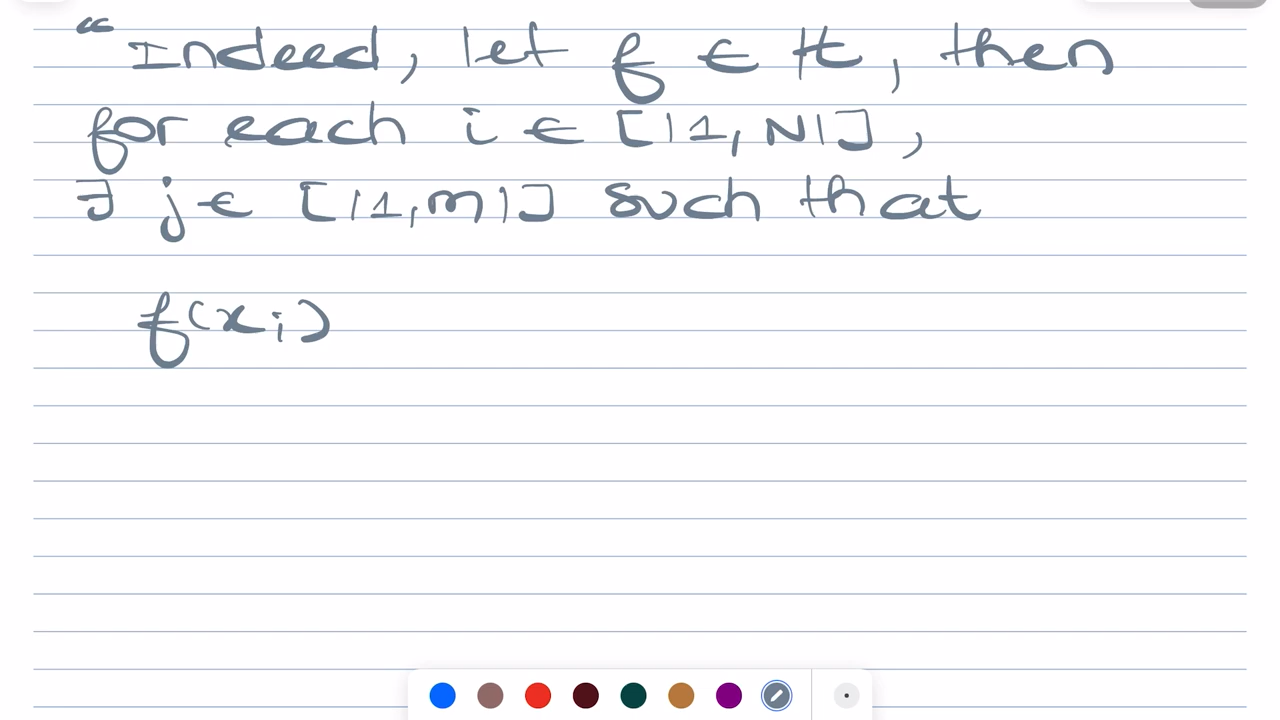 “Indeed, let f ∈ ℋ, then
for each i ∈ [|1, N|],
∃ j ∈ [|1, m|] such that
f(xᵢ)